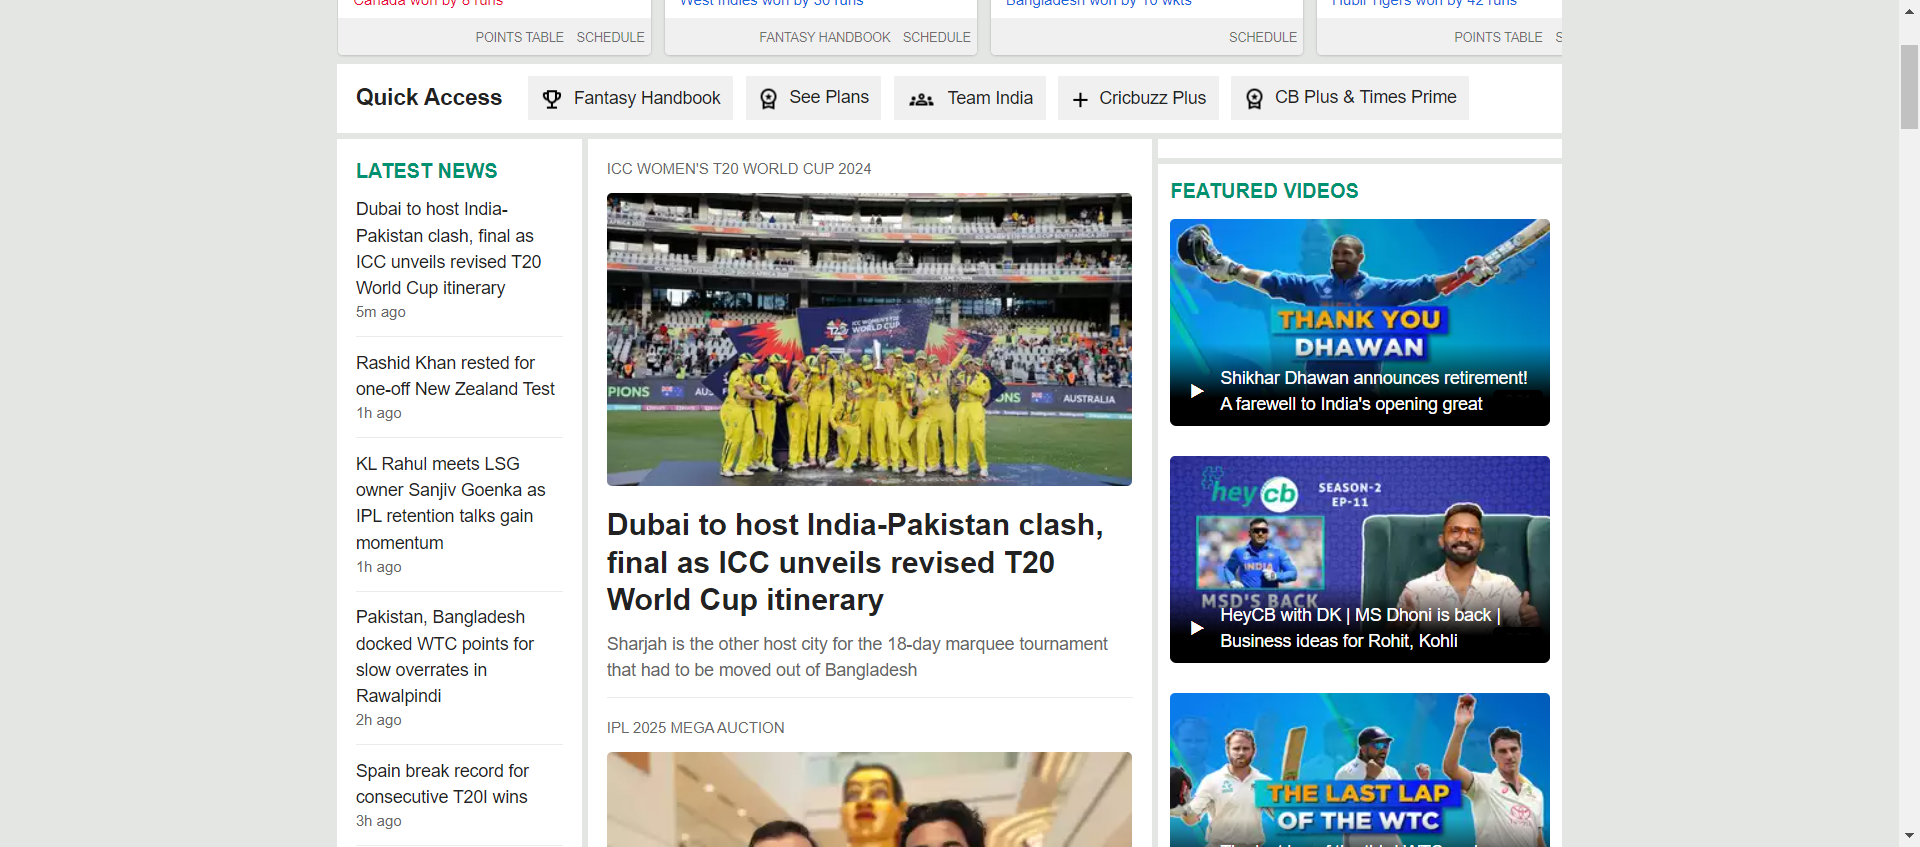 Canada won by 8 runs
West Indies won by 30 runs
Bangladesh won by 10 wkts
Hubli Tigers won by 42 runs
POINTS TABLE SCHEDULE
FANTASY HANDBOOK SCHEDULE
SCHEDULE
POINTS TABLE S
Quick Access
Fantasy Handbook
See Plans
Team India
Cricbuzz Plus
CB Plus & Times Prime
LATEST NEWS
Dubai to host India-
Pakistan clash, final as
ICC unveils revised T20
World Cup itinerary
5m ago
Rashid Khan rested for
one-off New Zealand Test
1h ago
KL Rahul meets LSG
owner Sanjiv Goenka as
IPL retention talks gain
momentum
1h ago
Pakistan, Bangladesh
docked WTC points for
slow overrates in
Rawalpindi
2h ago
Spain break record for
consecutive T20I wins
3h ago
ICC WOMEN'S T20 WORLD CUP 2024
ICC WOMEN'S T20
WORLD CUP
PIONS
AUS
ONS
AUSTRALIA
Dubai to host India-Pakistan clash,
final as ICC unveils revised T20
World Cup itinerary
Sharjah is the other host city for the 18-day marquee tournament
that had to be moved out of Bangladesh
IPL 2025 MEGA AUCTION
FEATURED VIDEOS
THANK YOU
DHAWAN
Shikhar Dhawan announces retirement!
A farewell to India's opening great
#hey cb
SEASON-2
EP-11
INDIA
MSD'S BACK
HeyCB with DK | MS Dhoni is back |
Business ideas for Rohit, Kohli
THE LAST LAP
OF THE WTC